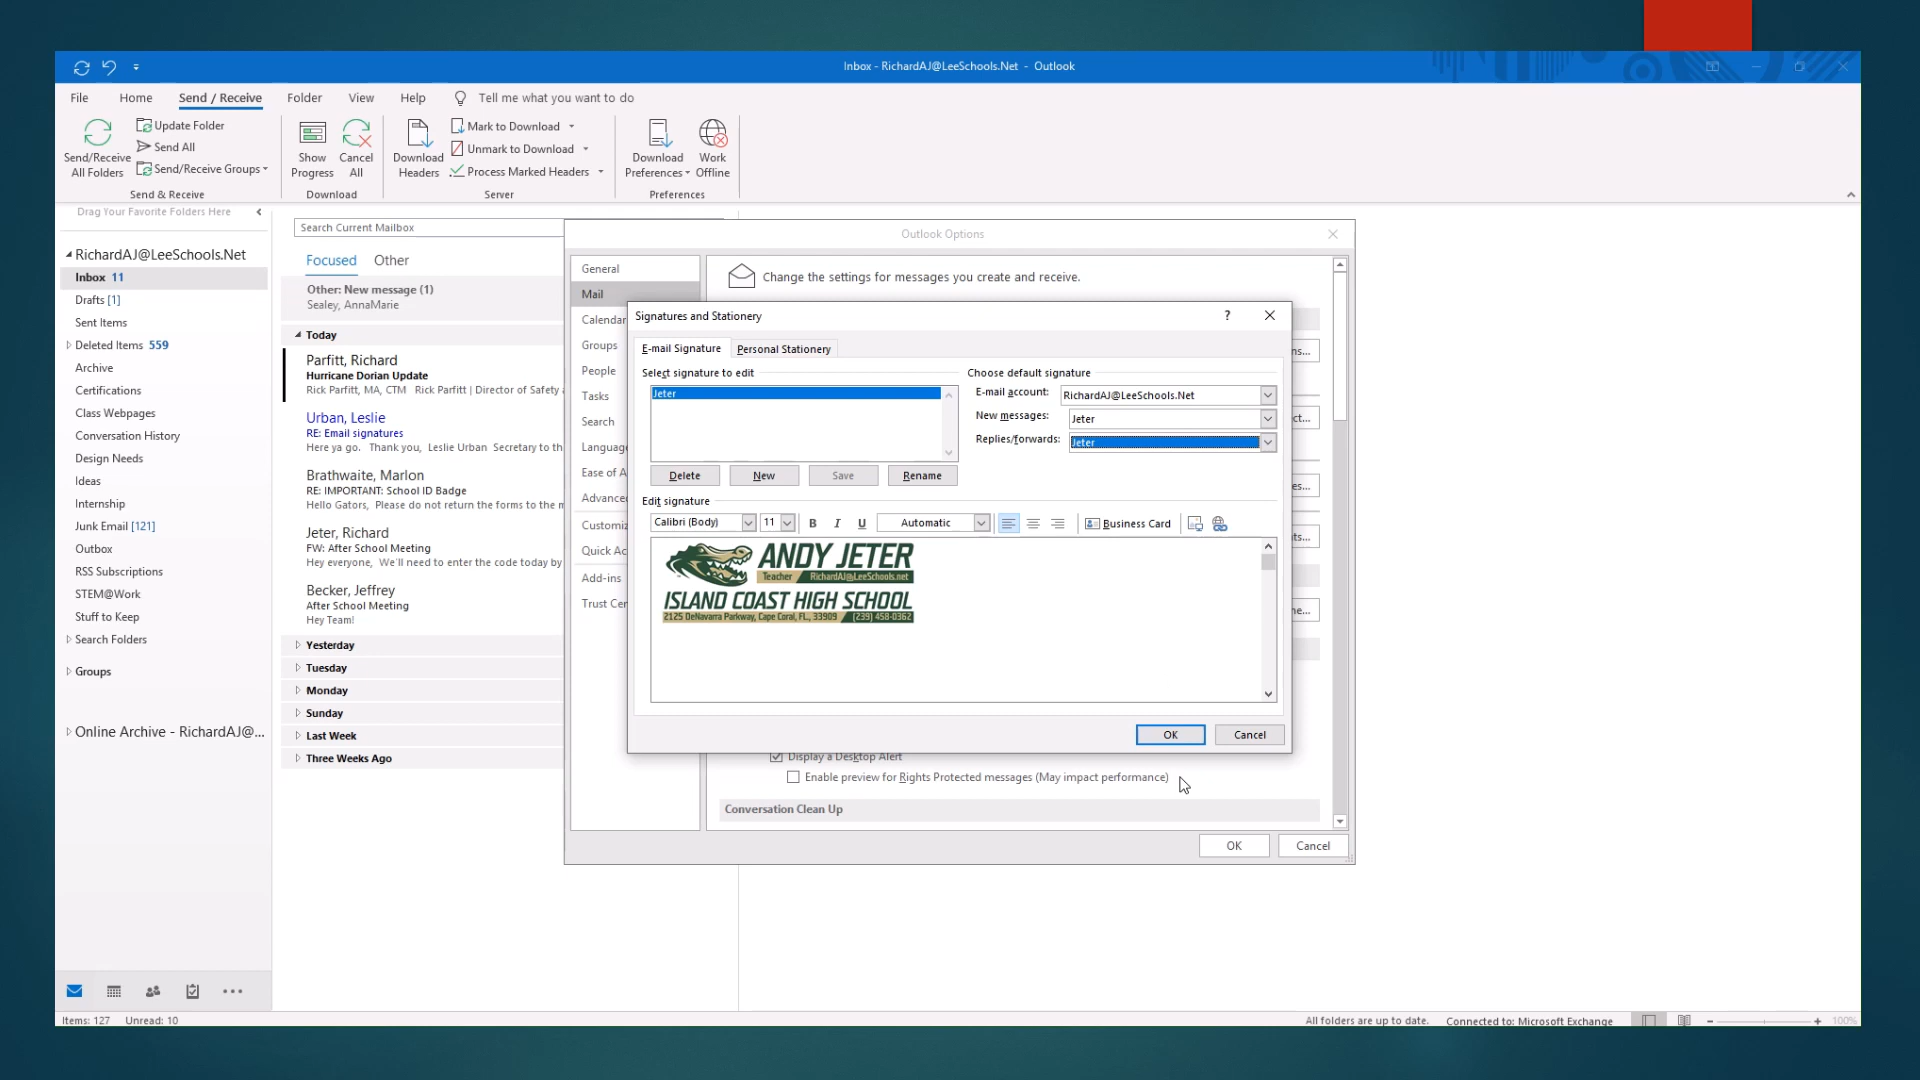 Inbox - RichardAJ@LeeSchools.Net - Outlook
File Home Send / Receive Folder View Help Tell me what you want to do
Send/Receive All Folders
Update Folder
Send All
Send/Receive Groups
Send & Receive
Show Progress
Cancel All
Download
Download Headers
Mark to Download
Unmark to Download
Process Marked Headers
Server
Download Preferences
Work Offline
Preferences
Drag Your Favorite Folders Here
RichardAJ@LeeSchools.Net
Inbox 11
Drafts [1]
Sent Items
Deleted Items 559
Archive
Certifications
Class Webpages
Conversation History
Design Needs
Ideas
Internship
Junk Email [121]
Outbox
RSS Subscriptions
STEM@Work
Stuff to Keep
Search Folders
Groups
Online Archive - RichardAJ@...
Items: 127 Unread: 10
Search Current Mailbox
Focused Other
Other: New message (1)
Sealey, AnnaMarie
Today
Parfitt, Richard
Hurricane Dorian Update
Rick Parfitt, MA, CTM Rick Parfitt | Director of Safety
Urban, Leslie
RE: Email signatures
Here ya go. Thank you, Leslie Urban Secretary to th
Brathwaite, Marlon
RE: IMPORTANT: School ID Badge
Hello Gators, Please do not return the forms to the
Jeter, Richard
FW: After School Meeting
Hey everyone, We'll need to enter the code today by
Becker, Jeffrey
After School Meeting
Hey Team!
Yesterday
Tuesday
Monday
Sunday
Last Week
Three Weeks Ago
Outlook Options
General
Mail
Calendar
Groups
People
Tasks
Search
Language
Ease of A
Advanced
Customiz
Quick Ac
Add-ins
Trust Cen
Change the settings for messages you create and receive.
ns...
ct...
es...
ts...
ne...
Signatures and Stationery ?
E-mail Signature Personal Stationery
Select signature to edit
Jeter
Delete New Save Rename
Choose default signature
E-mail account: RichardAJ@LeeSchools.Net
New messages: Jeter
Replies/forwards: Jeter
Edit signature
Calibri (Body) 11 B I U Automatic Business Card
ANDY JETER
Teacher RichardAJ@LeeSchools.net
ISLAND COAST HIGH SCHOOL
2125 DeNavarra Parkway, Cape Coral, FL., 33909 (239) 458-0362
OK Cancel
Display a Desktop Alert
Enable preview for Rights Protected messages (May impact performance)
Conversation Clean Up
OK Cancel
All folders are up to date. Connected to: Microsoft Exchange 100%